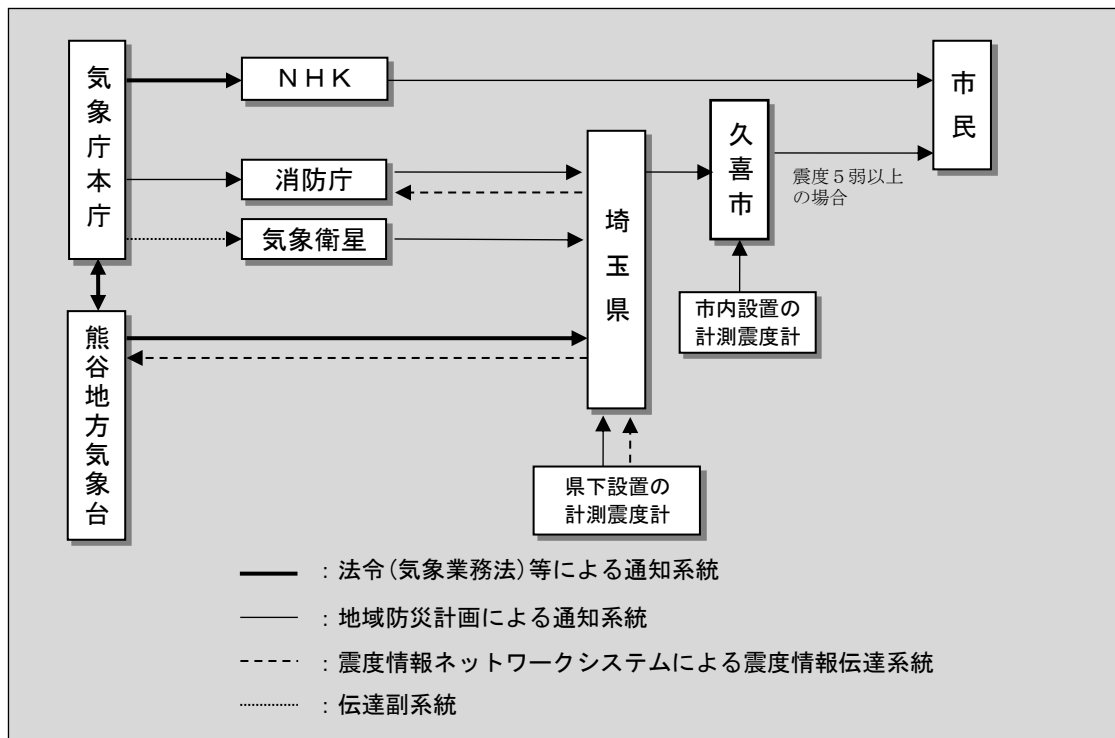 気象庁本庁
NHK
市民
久喜市
消防庁
震度5弱以上
の場合
気象衛星
埼玉県
市内設置の
計測震度計
熊谷地方気象台
県下設置の
計測震度計
:法令(気象業務法)等による通知系統
:地域防災計画による通知系統
:震度情報ネットワークシステムによる震度情報伝達系統
:伝達副系統